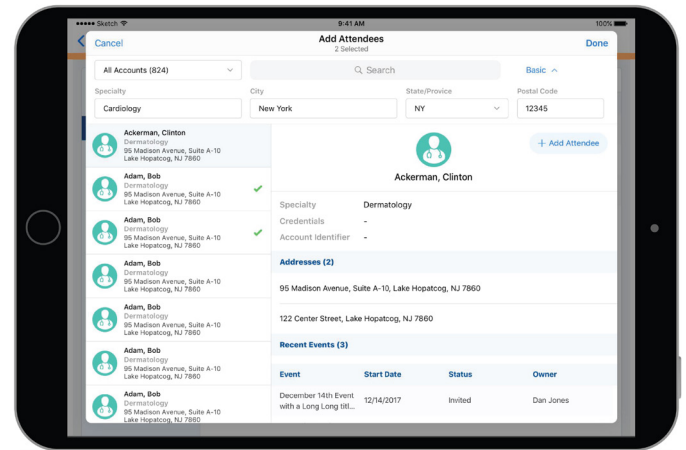 Sketch
9:41 AM
100%
Cancel
Add Attendees
2 Selected
Done
All Accounts (824)
Search
Basic
Specialty
City
State/Provice
Postal Code
Cardiology
New York
NY
12345
Ackerman, Clinton
Dermatology
95 Madison Avenue, Suite A-10
Lake Hopatcog, NJ 7860
Adam, Bob
Dermatology
95 Madison Avenue, Suite A-10
Lake Hopatcog, NJ 7860
Adam, Bob
Dermatology
95 Madison Avenue, Suite A-10
Lake Hopatcog, NJ 7860
Adam, Bob
Dermatology
95 Madison Avenue, Suite A-10
Lake Hopatcog, NJ 7860
Adam, Bob
Dermatology
95 Madison Avenue, Suite A-10
Lake Hopatcog, NJ 7860
Adam, Bob
Dermatology
95 Madison Avenue, Suite A-10
Lake Hopatcog, NJ 7860
Adam, Bob
Dermatology
95 Madison Avenue, Suite A-10
Lake Hopatcog, NJ 7860
+ Add Attendee
Ackerman, Clinton
Specialty Dermatology
Credentials -
Account Identifier -
Addresses (2)
95 Madison Avenue, Suite A-10, Lake Hopatcog, NJ 7860
122 Center Street, Lake Hopatcog, NJ 7860
Recent Events (3)
Event Start Date Status Owner
December 14th Event
with a Long Long titl... 12/14/2017 Invited Dan Jones